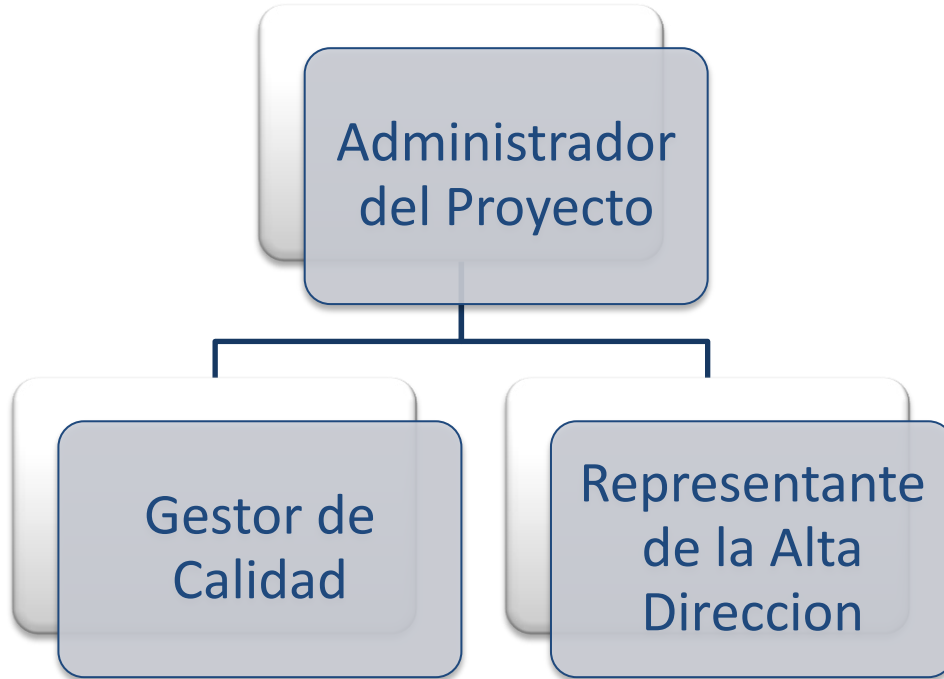 Administrador
del Proyecto
Gestor de
Calidad
Representante
de la Alta
Direccion